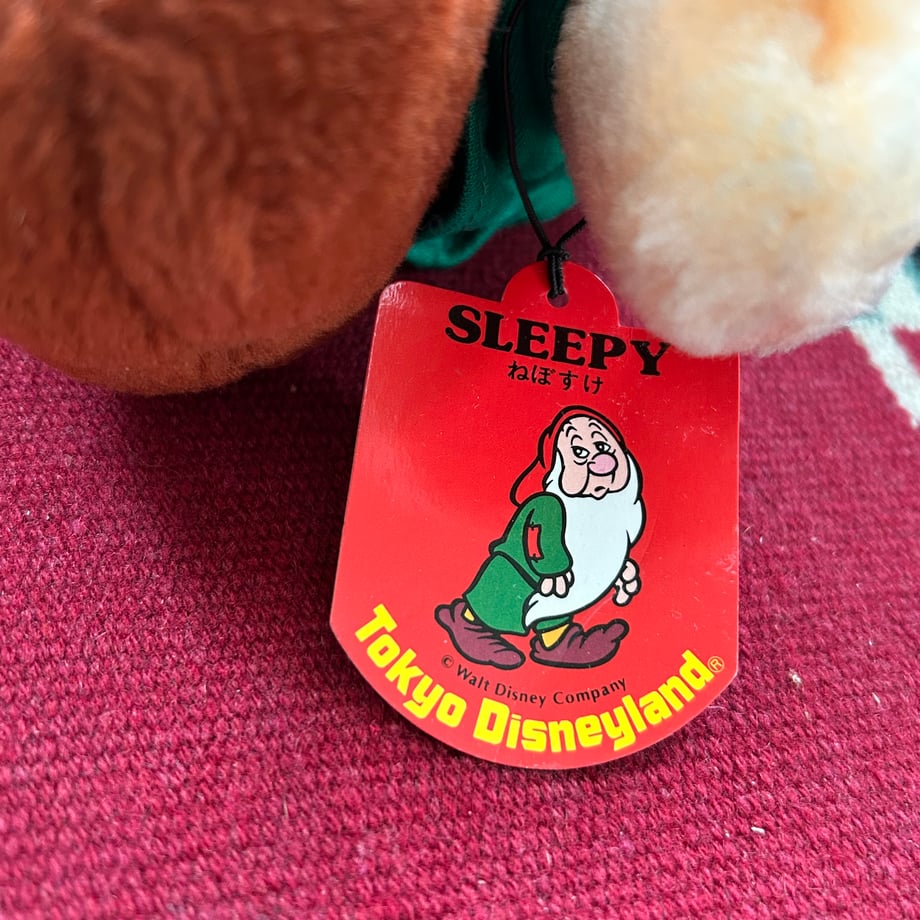 SLEEPY
ねぼすけ
© Walt Disney Company
Tokyo Disneyland®